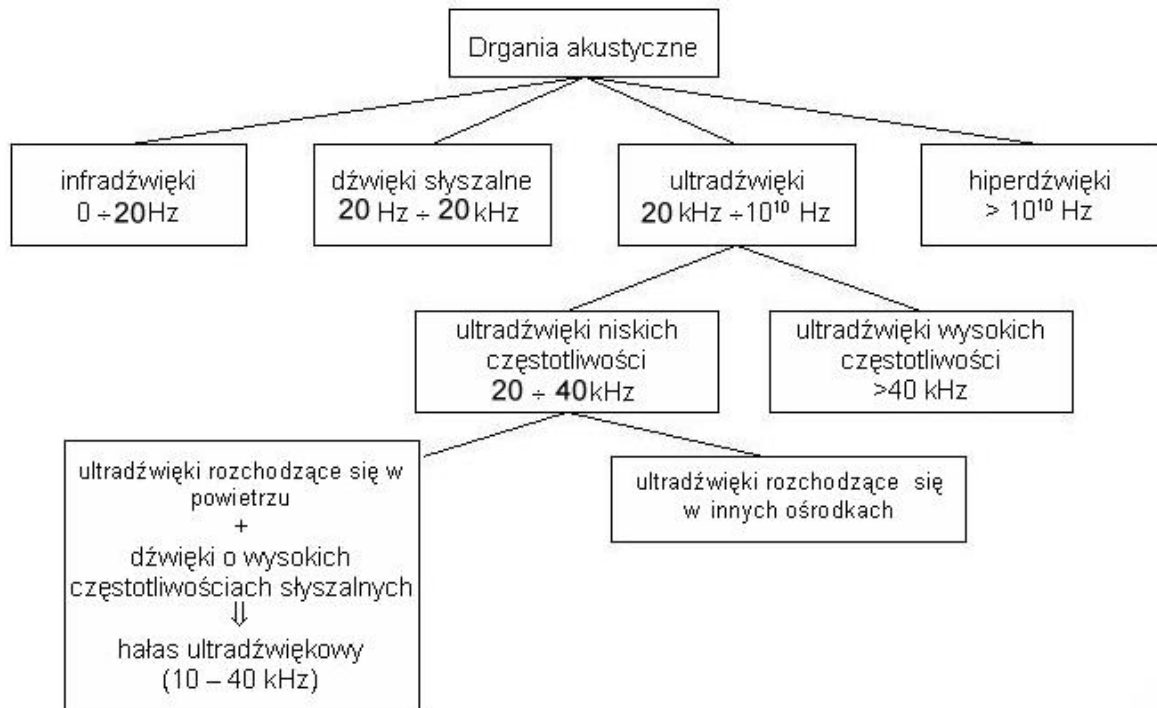 Drgania akustyczne
infradźwięki
0 ÷20Hz
dźwięki słyszalne
20 Hz ÷ 20 kHz
ultradźwięki
20 kHz ÷10¹⁰ Hz
hiperdźwięki
> 10¹⁰ Hz
ultradźwięki niskich
częstotliwości
20 ÷ 40kHz
ultradźwięki wysokich
częstotliwości
>40 kHz
ultradźwięki rozchodzące się w
powietrzu
+
dźwięki o wysokich
częstotliwościach słyszalnych
⇓
hałas ultradźwiękowy
(10 – 40 kHz)
ultradźwięki rozchodzące się
w innych ośrodkach